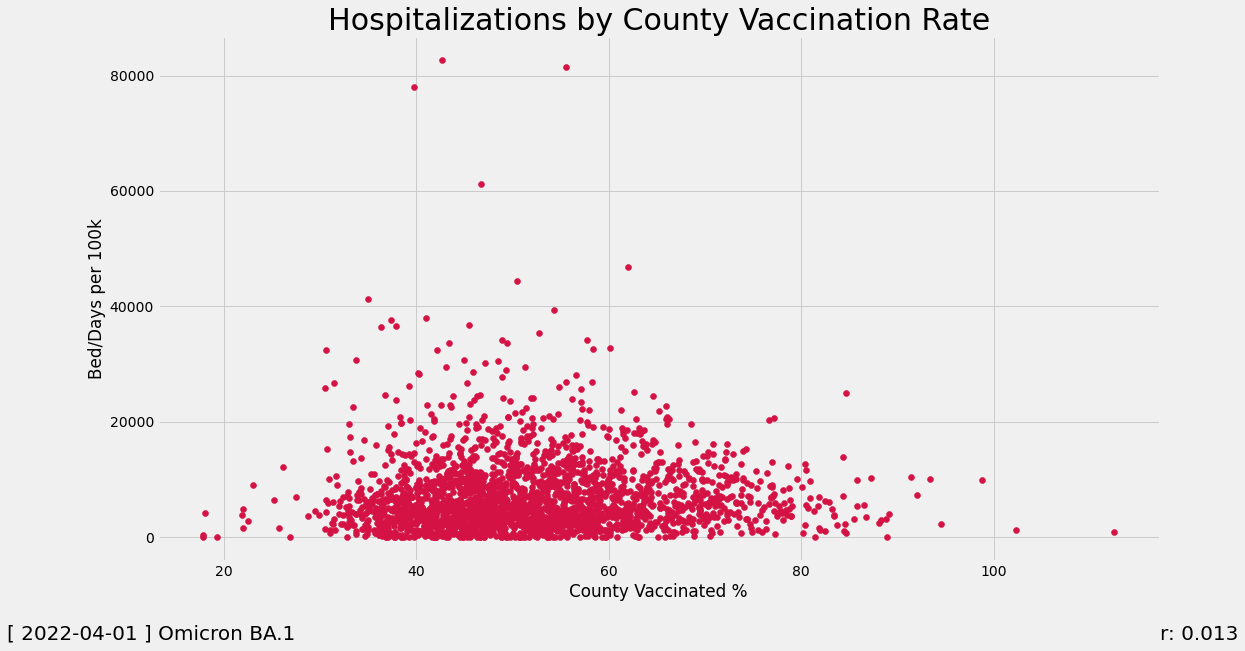 Hospitalizations by County Vaccination Rate
80000
60000
40000
20000
0
Bed/Days per 100k
20 40 60 80 100
County Vaccinated %
[ 2022-04-01 ] Omicron BA.1
r: 0.013